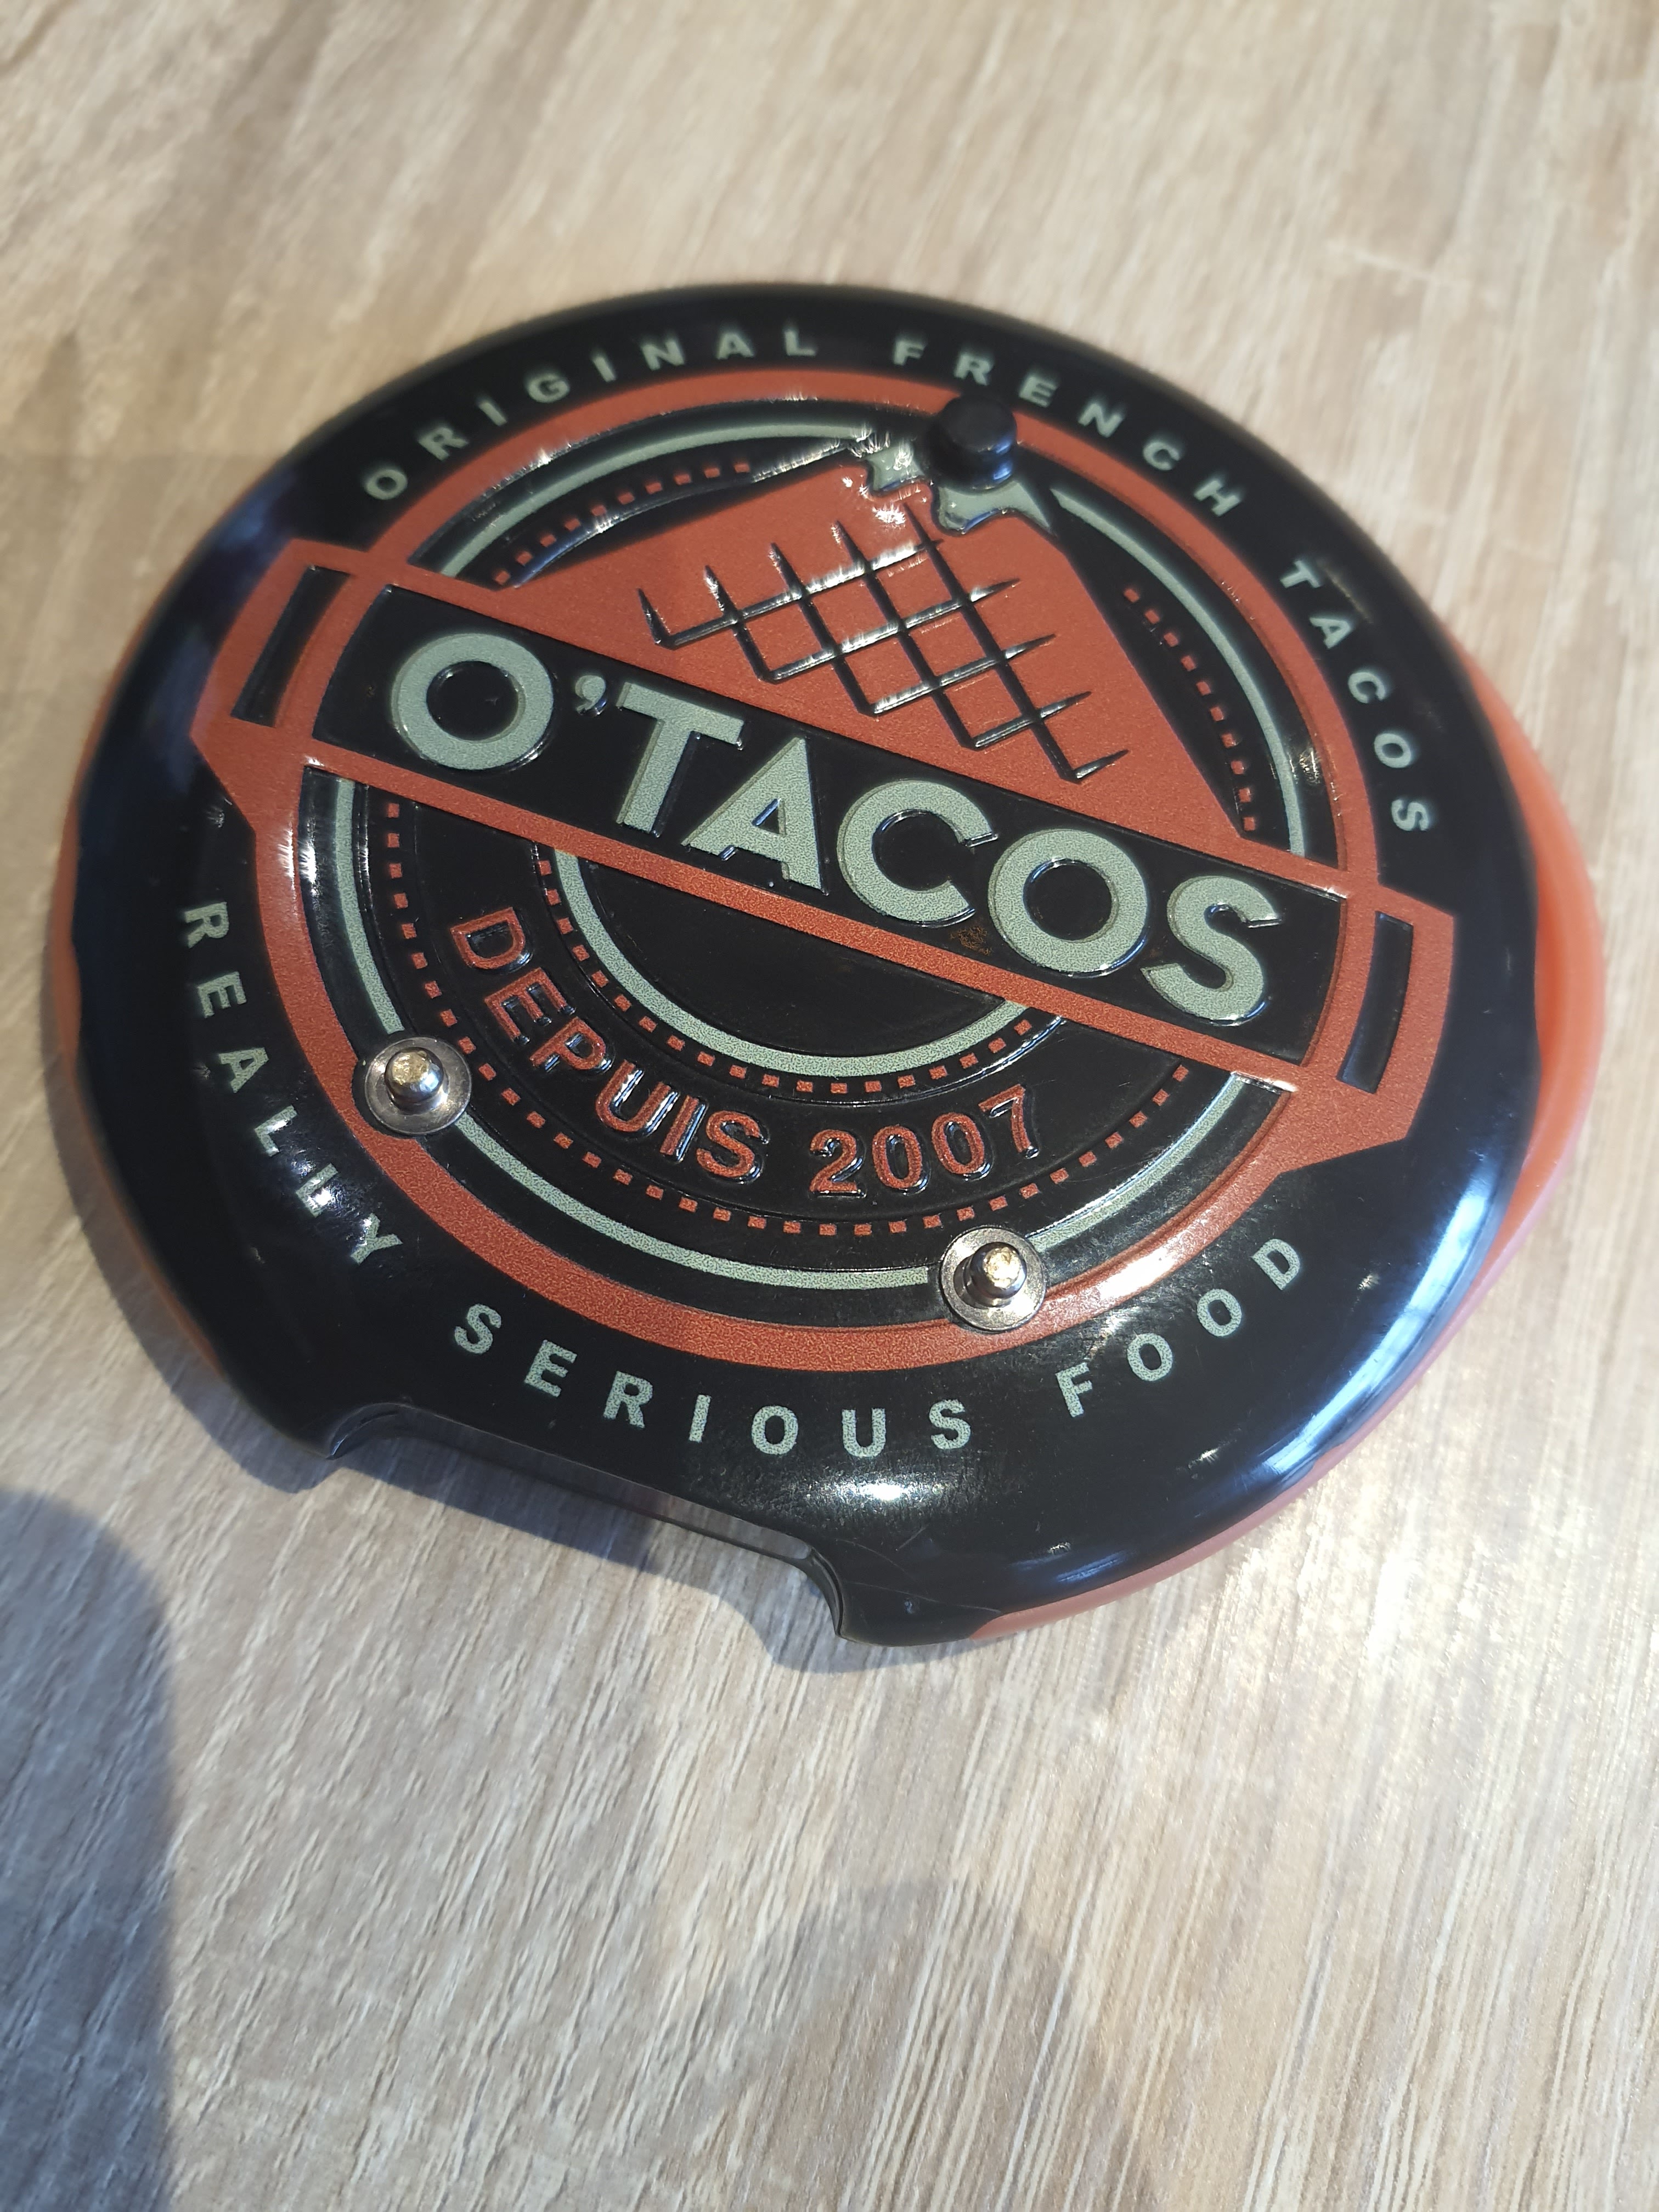 ORIGINAL FRENCH TACOS
O'TACOS
DEPUIS 2007
REALLY SERIOUS FOOD